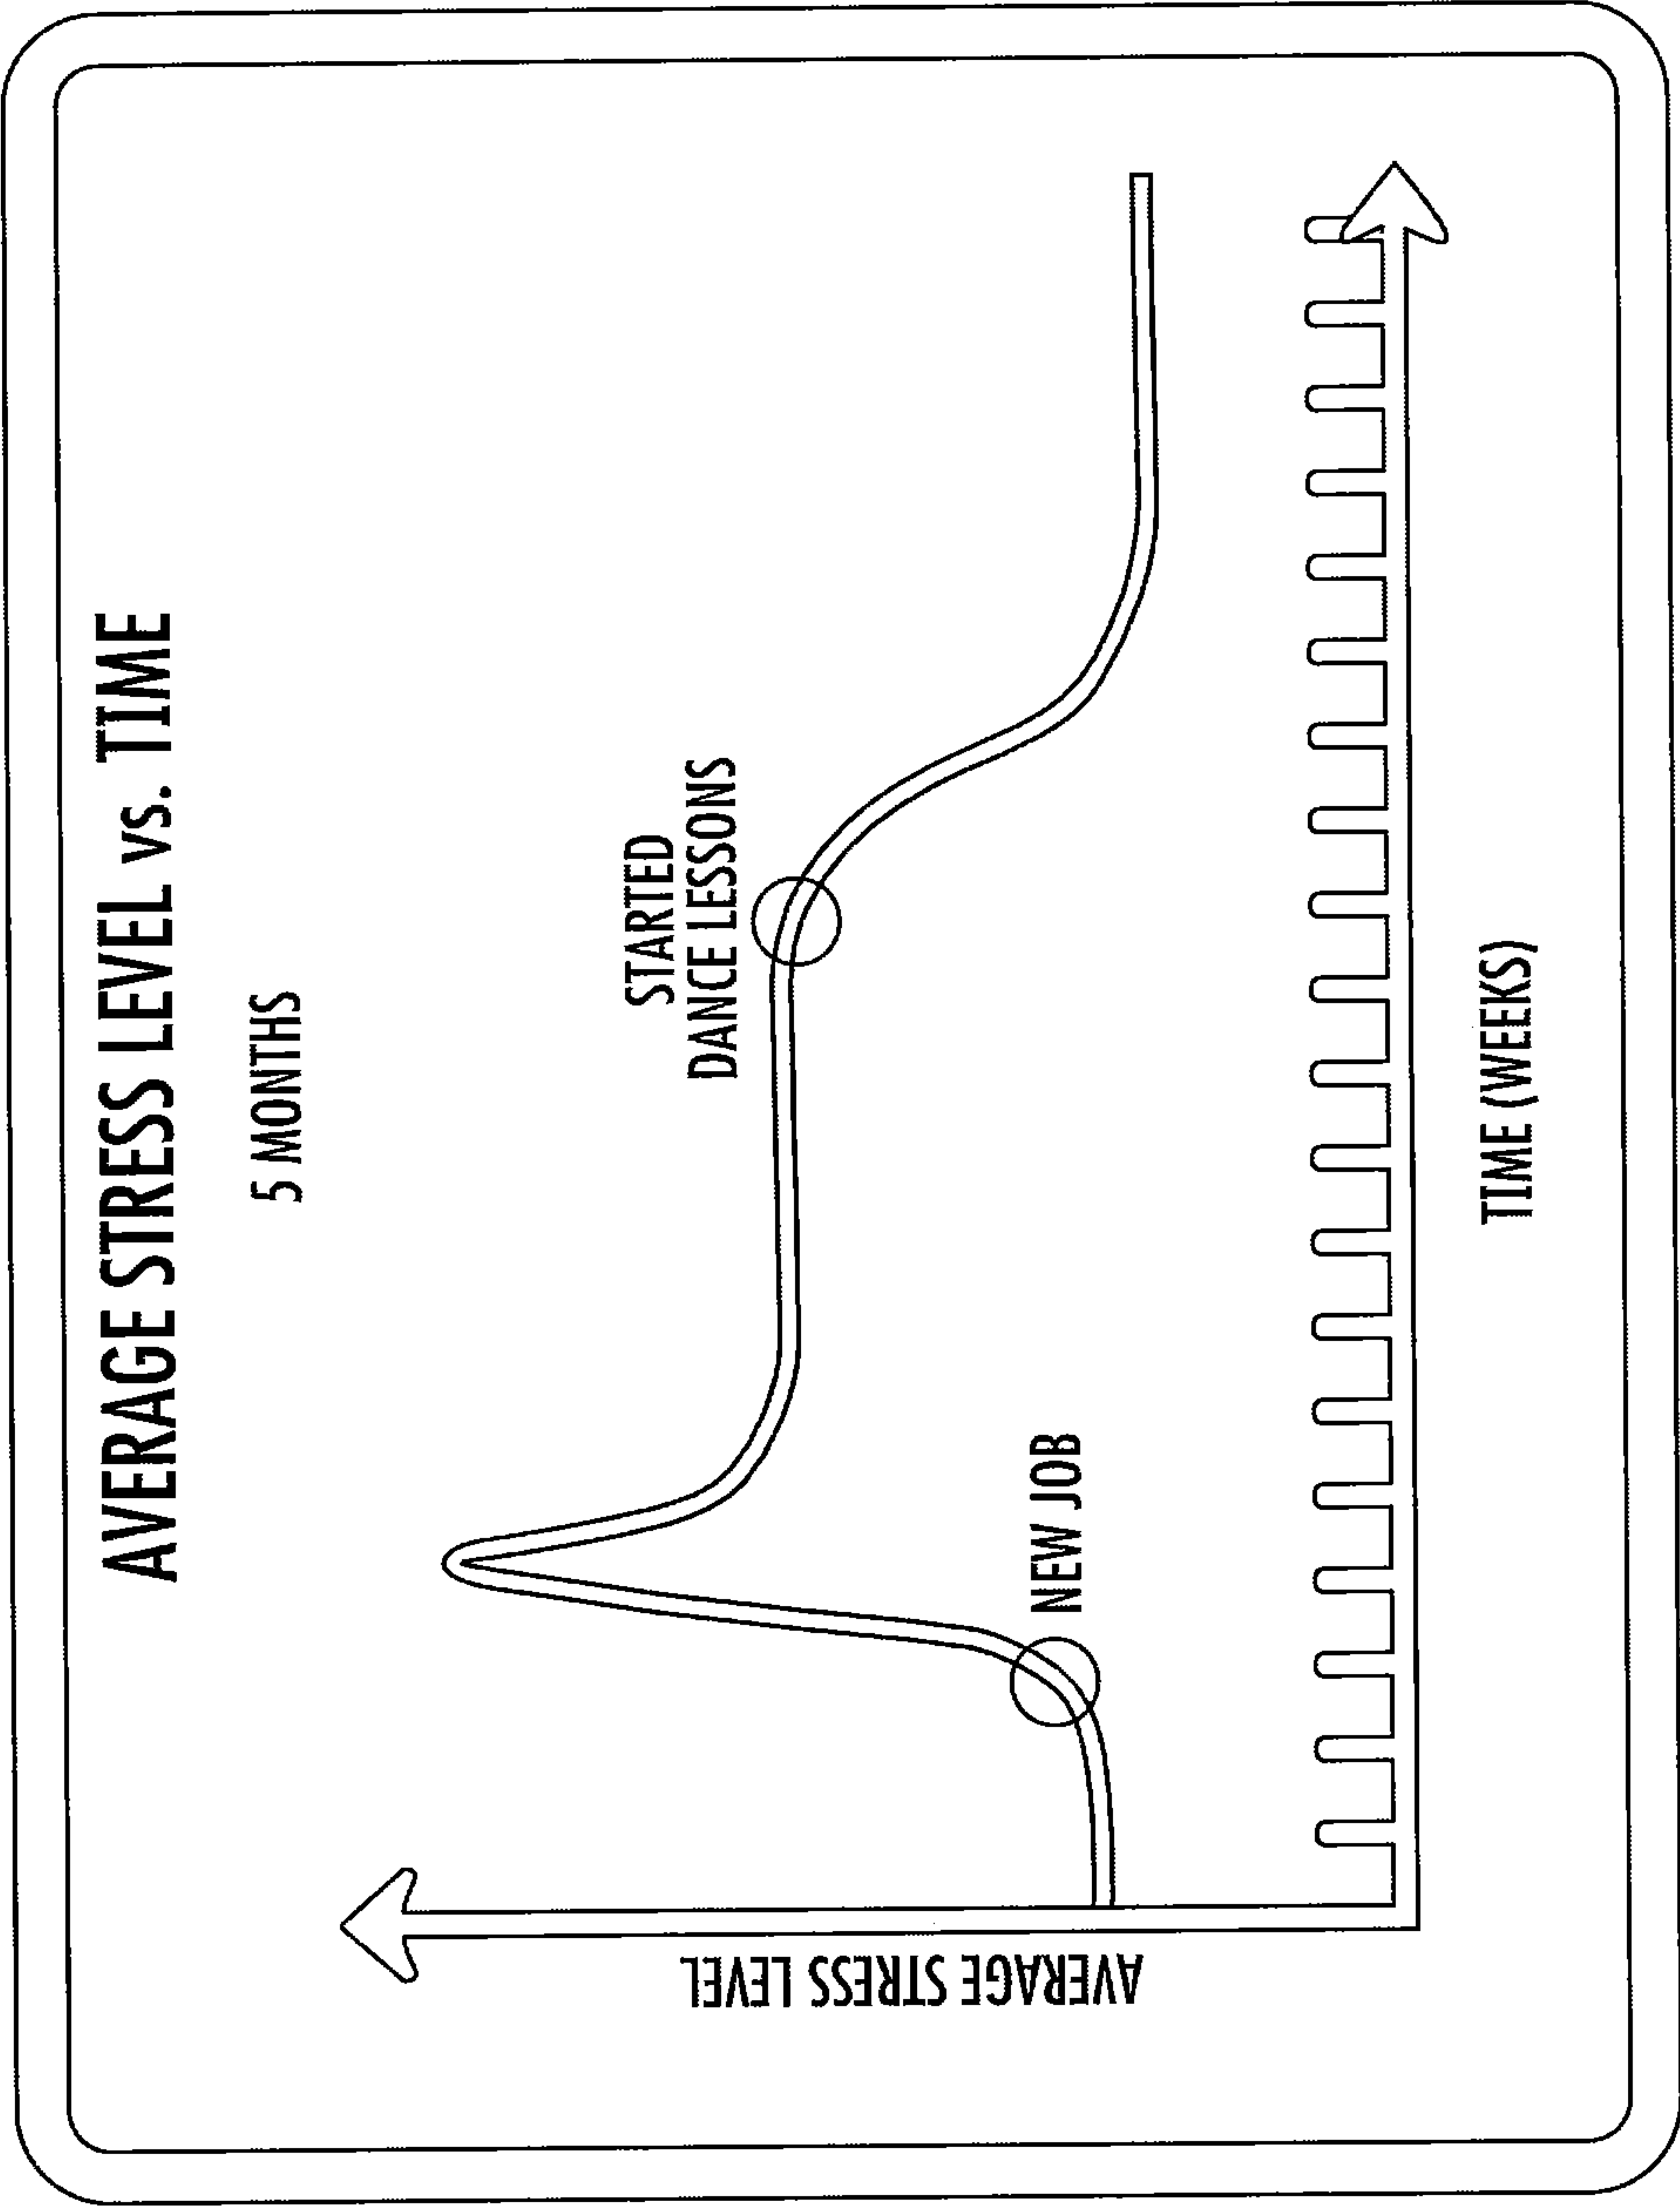 AVERAGE STRESS LEVEL vs. TIME
5 MONTHS
STARTED
DANCE LESSONS
NEW JOB
AVERAGE STRESS LEVEL
TIME (WEEKS)